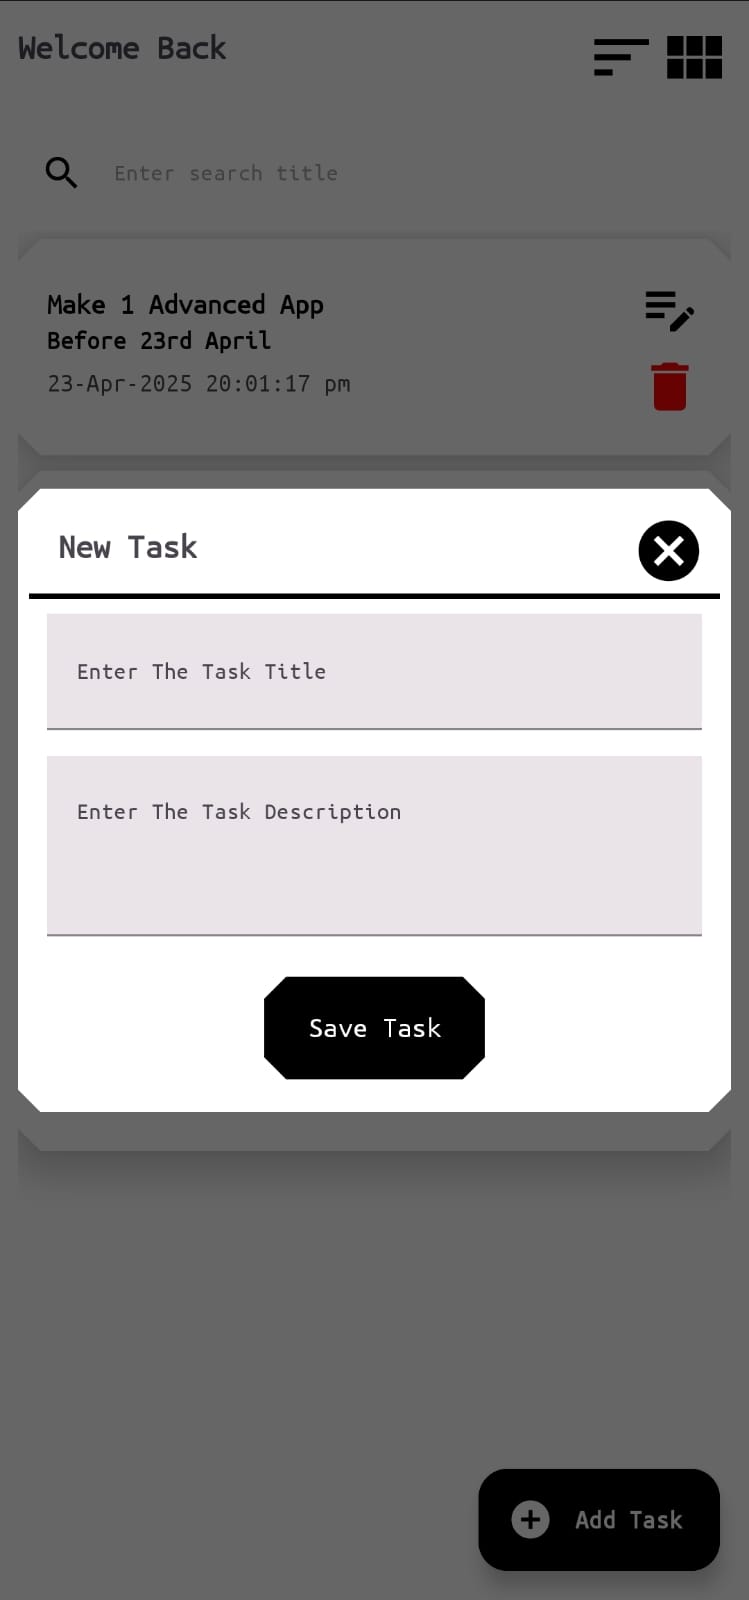 Welcome Back
Enter search title
Make 1 Advanced App
Before 23rd April
23-Apr-2025 20:01:17 pm
New Task
Enter The Task Title
Enter The Task Description
Save Task
Add Task